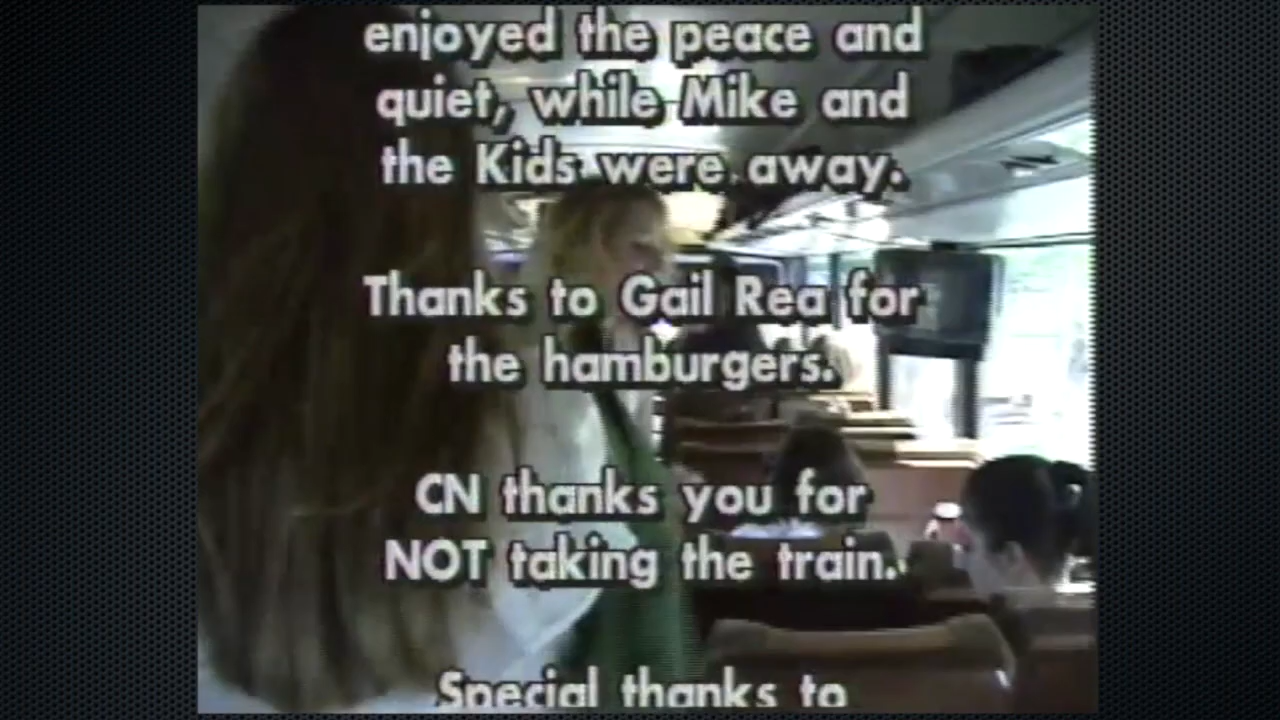 enjoyed the peace and
quiet, while Mike and
the Kids were away.
Thanks to Gail Rea for
the hamburgers.
CN thanks you for
NOT taking the train.
Special thanks to